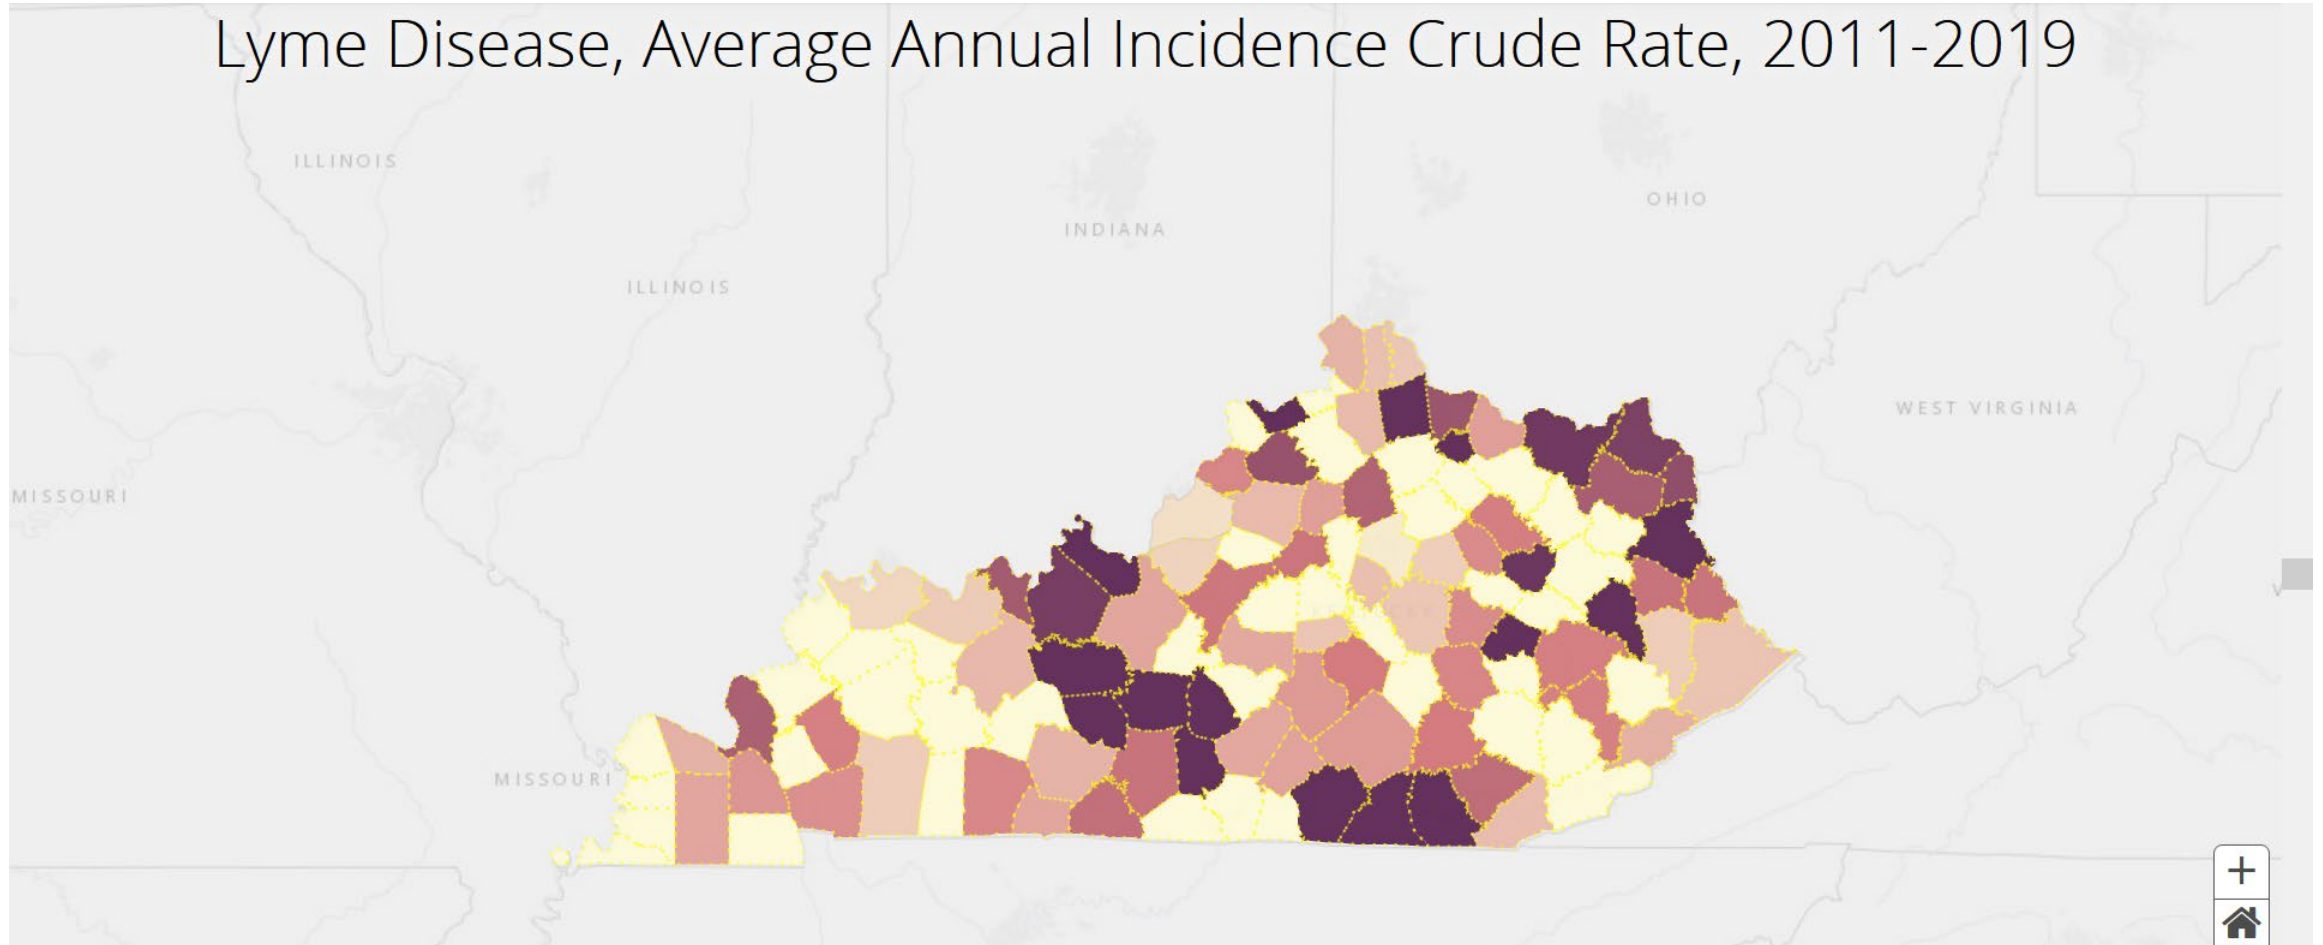 Lyme Disease, Average Annual Incidence Crude Rate, 2011-2019
ILLINOIS
OHIO
INDIANA
ILLINOIS
WEST VIRGINIA
MISSOURI
MISSOURI
+